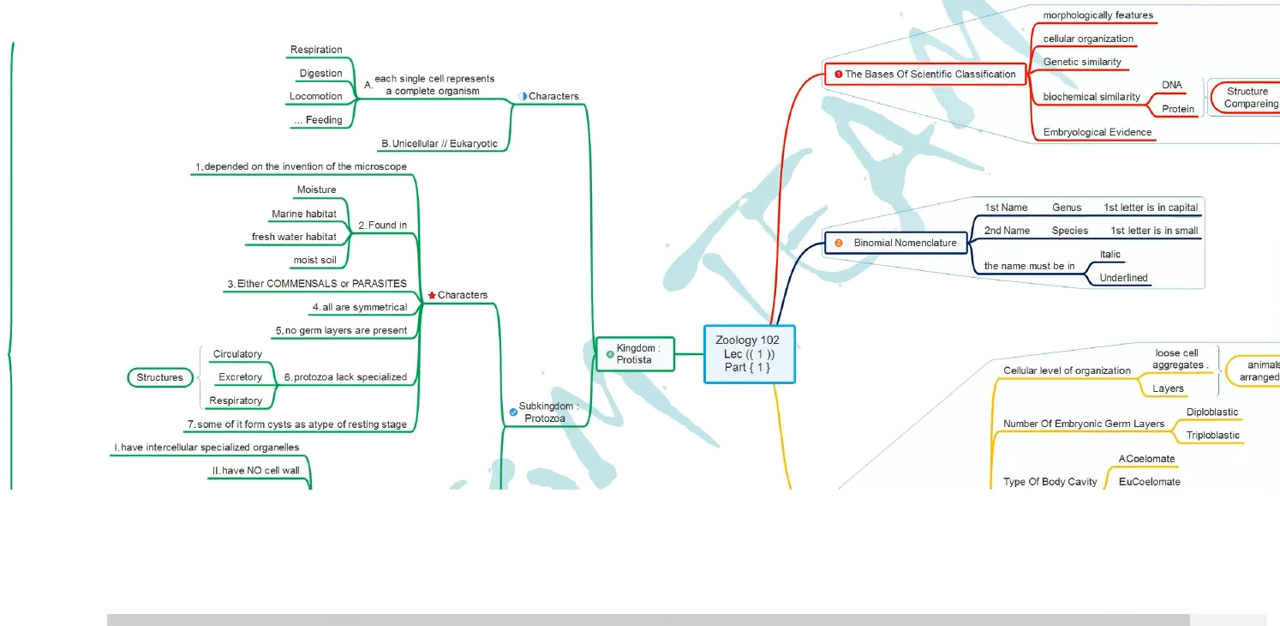 Zoology 102
Lec (( 1 ))
Part { 1 }
1 The Bases Of Scientific Classification
morphologically features
cellular organization
Genetic similarity
biochemical similarity
DNA
Protein
Structure
Compareing
Embryological Evidence
2 Binomial Nomenclature
1st Name Genus 1st letter is in capital
2nd Name Species 1st letter is in small
the name must be in
Italic
Underlined
Cellular level of organization
loose cell
aggregates .
Layers
animals
arranged
Number Of Embryonic Germ Layers
Diploblastic
Triploblastic
Type Of Body Cavity
ACoelomate
EuCoelomate
Kingdom :
Protista
Characters
A. each single cell represents
a complete organism
Respiration
Digestion
Locomotion
... Feeding
B. Unicellular // Eukaryotic
Subkingdom :
Protozoa
Characters
1. depended on the invention of the microscope
2. Found in
Moisture
Marine habitat
fresh water habitat
moist soil
3. Either COMMENSALS or PARASITES
4. all are symmetrical
5. no germ layers are present
6. protozoa lack specialized
Circulatory
Excretory
Respiratory
Structures
7. some of it form cysts as atype of resting stage
I. have intercellular specialized organelles
II. have NO cell wall
TEAM